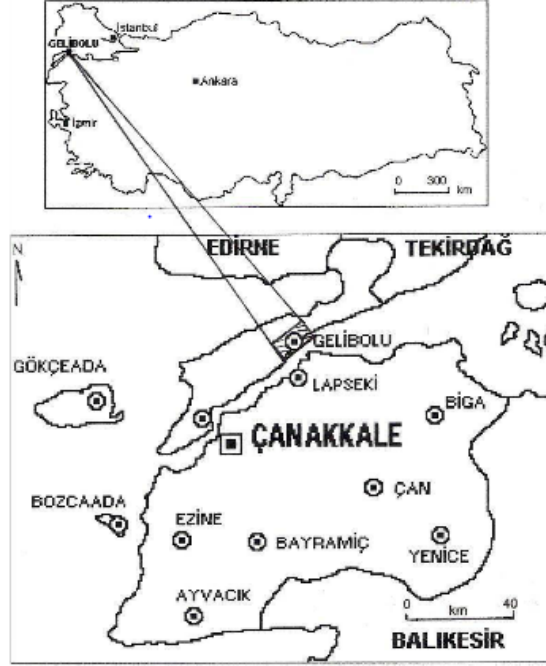 İstanbul
GELİBOLU
Ankara
İzmir
0 300
km
EDİRNE TEKİRDAĞ
N
GELİBOLU
GÖKÇEADA
LAPSEKİ
BİGA
ÇANAKKALE
ÇAN
BOZCAADA
EZİNE
BAYRAMİÇ
YENİCE
AYVACIK
0 km 40
BALIKESİR